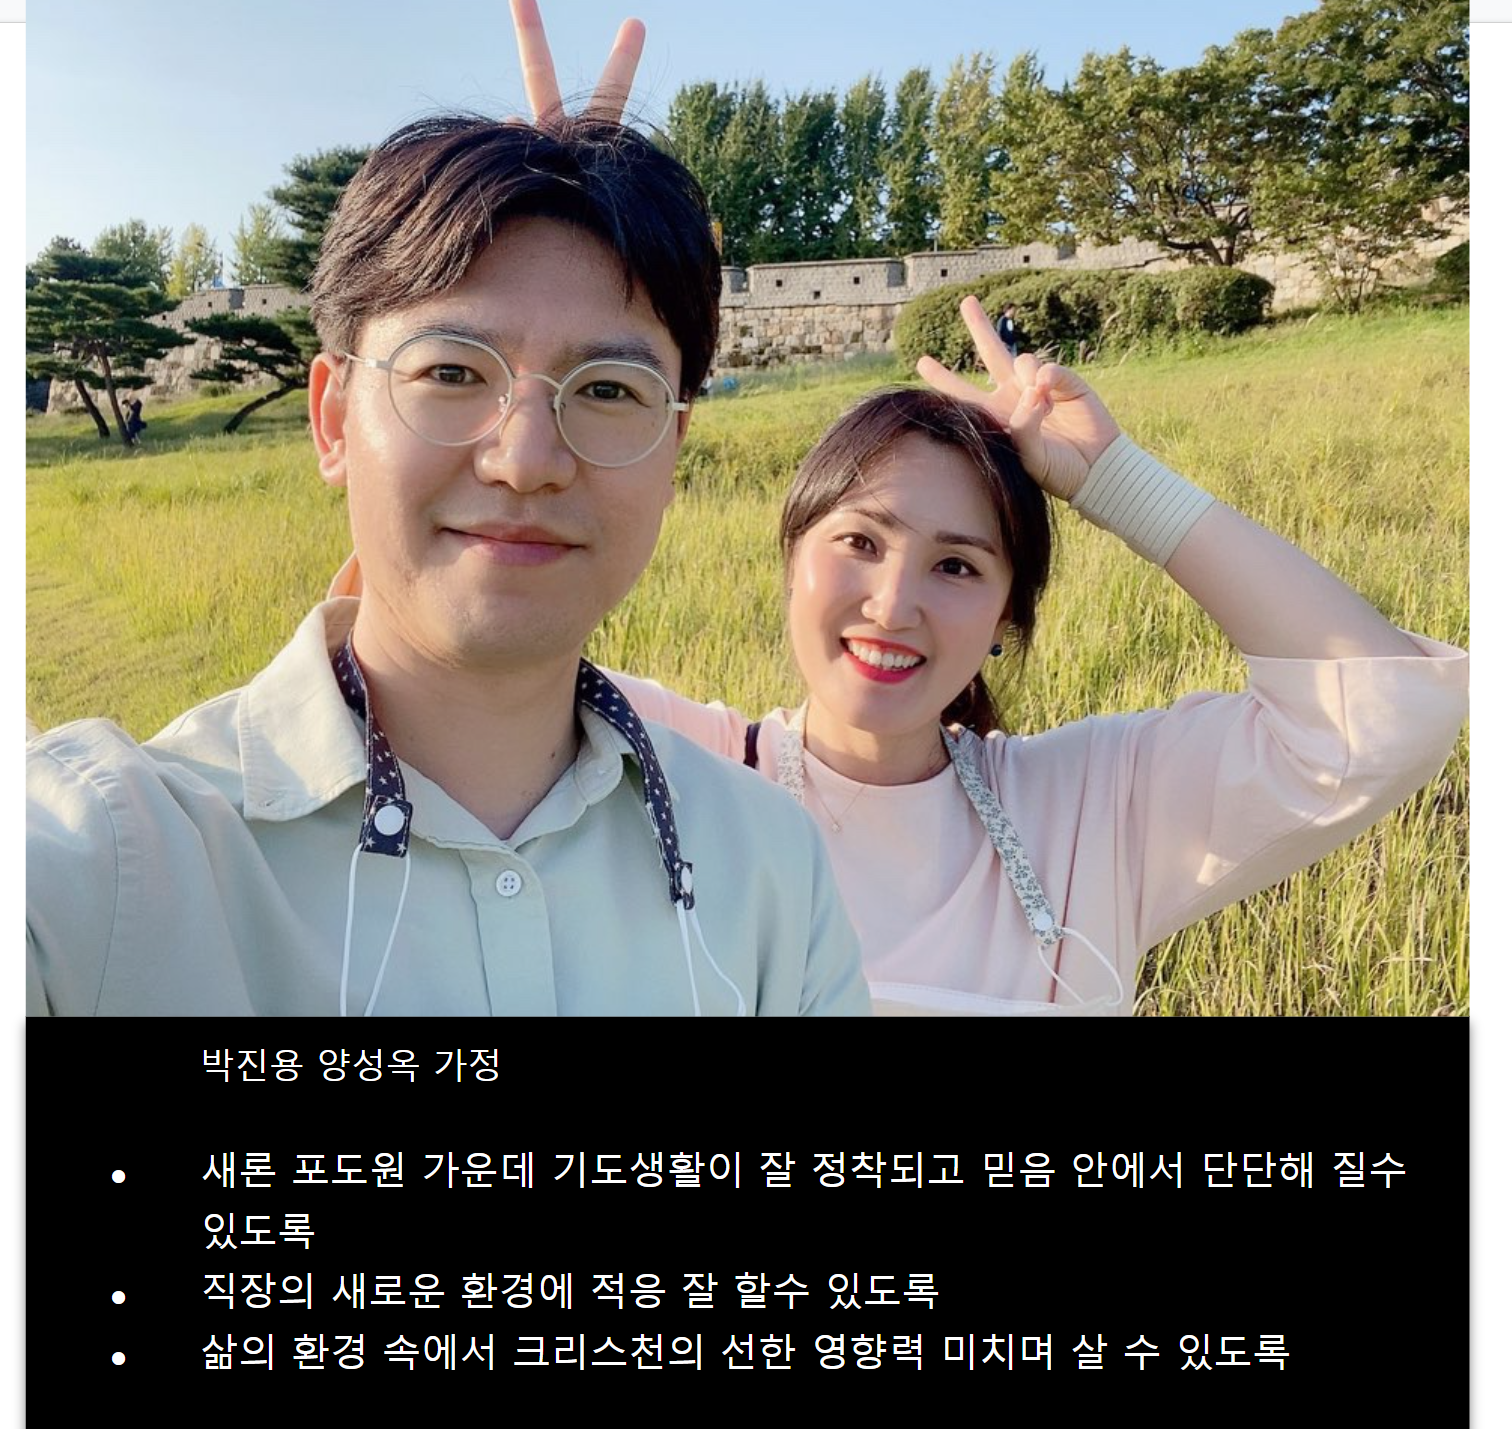 박진용 양성옥 가정
• 새론 포도원 가운데 기도생활이 잘 정착되고 믿음 안에서 단단해 질수
있도록
• 직장의 새로운 환경에 적응 잘 할수 있도록
• 삶의 환경 속에서 크리스천의 선한 영향력 미치며 살 수 있도록